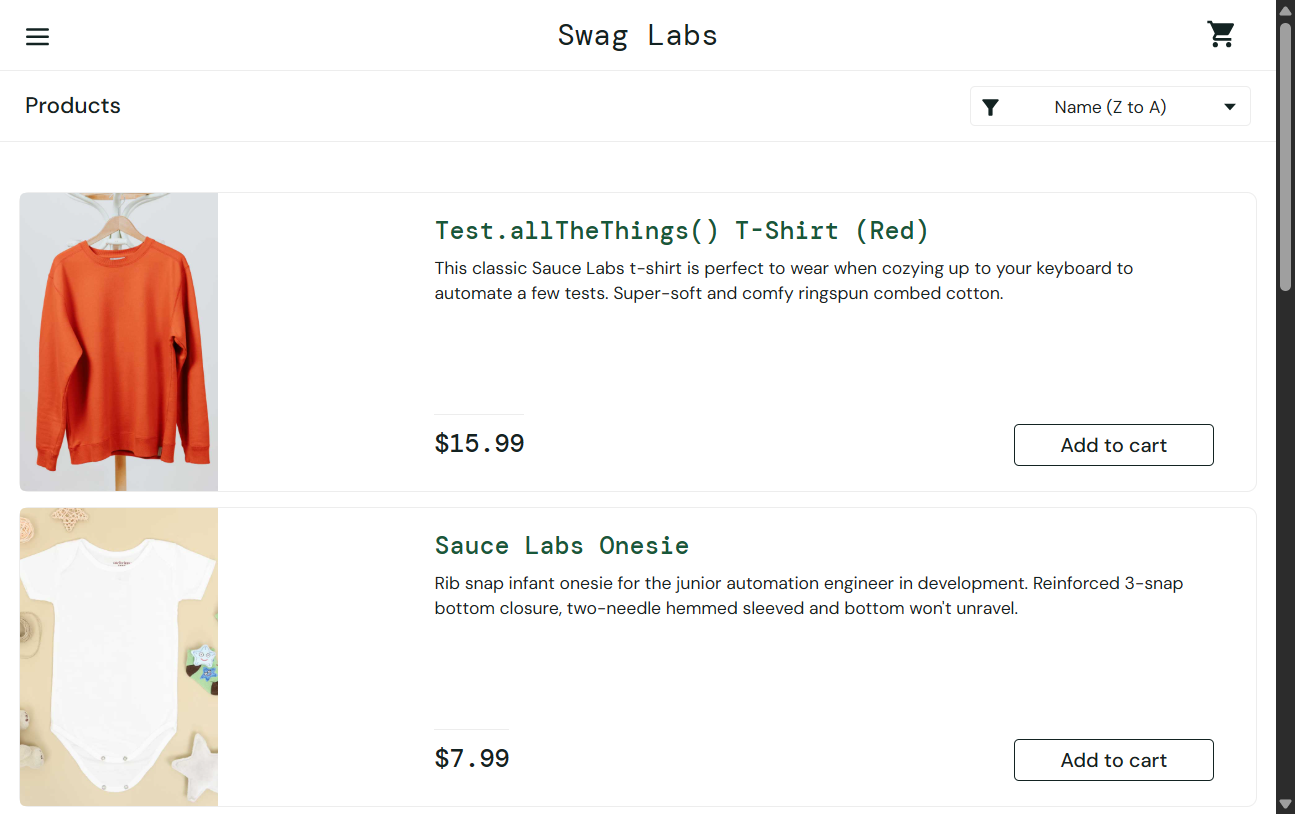 Swag Labs
Products
Name (Z to A)
Test.allTheThings() T-Shirt (Red)
This classic Sauce Labs t-shirt is perfect to wear when cozying up to your keyboard to
automate a few tests. Super-soft and comfy ringspun combed cotton.
$15.99
Add to cart
Sauce Labs Onesie
Rib snap infant onesie for the junior automation engineer in development. Reinforced 3-snap
bottom closure, two-needle hemmed sleeved and bottom won't unravel.
$7.99
Add to cart